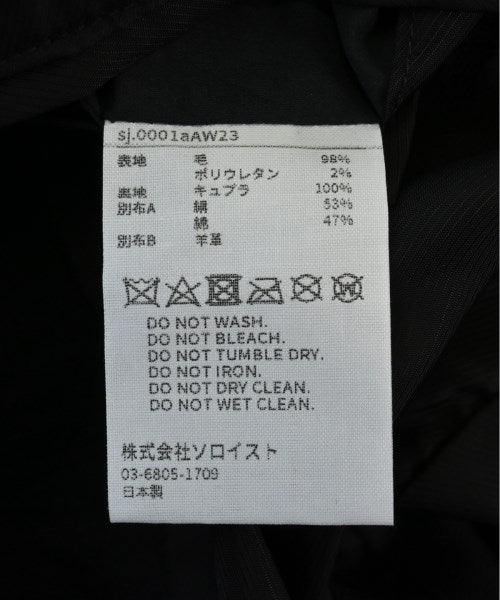 sj.0001aAW23
表地 毛 98%
ポリウレタン 2%
裏地 キュプラ 100%
別布A 絹 53%
綿 47%
別布B 羊革
W
DO NOT WASH.
DO NOT BLEACH.
DO NOT TUMBLE DRY.
DO NOT IRON.
DO NOT DRY CLEAN.
DO NOT WET CLEAN.
株式会社ソロイスト
03-6805-1709
日本製